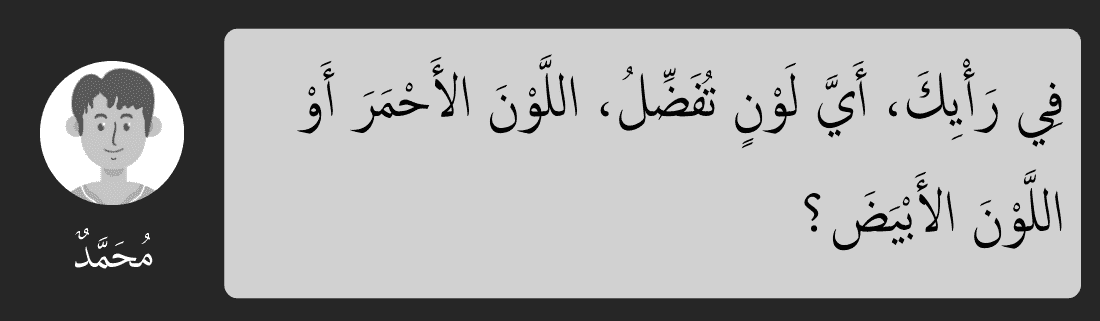 فِي رَأْيِكَ، أَيَّ لَوْنٍ تُفَضِّلُ، اللَّوْنَ الأَحْمَرَ أَوْ
اللَّوْنَ الأَبْيَضَ؟
مُحَمَّدٌ